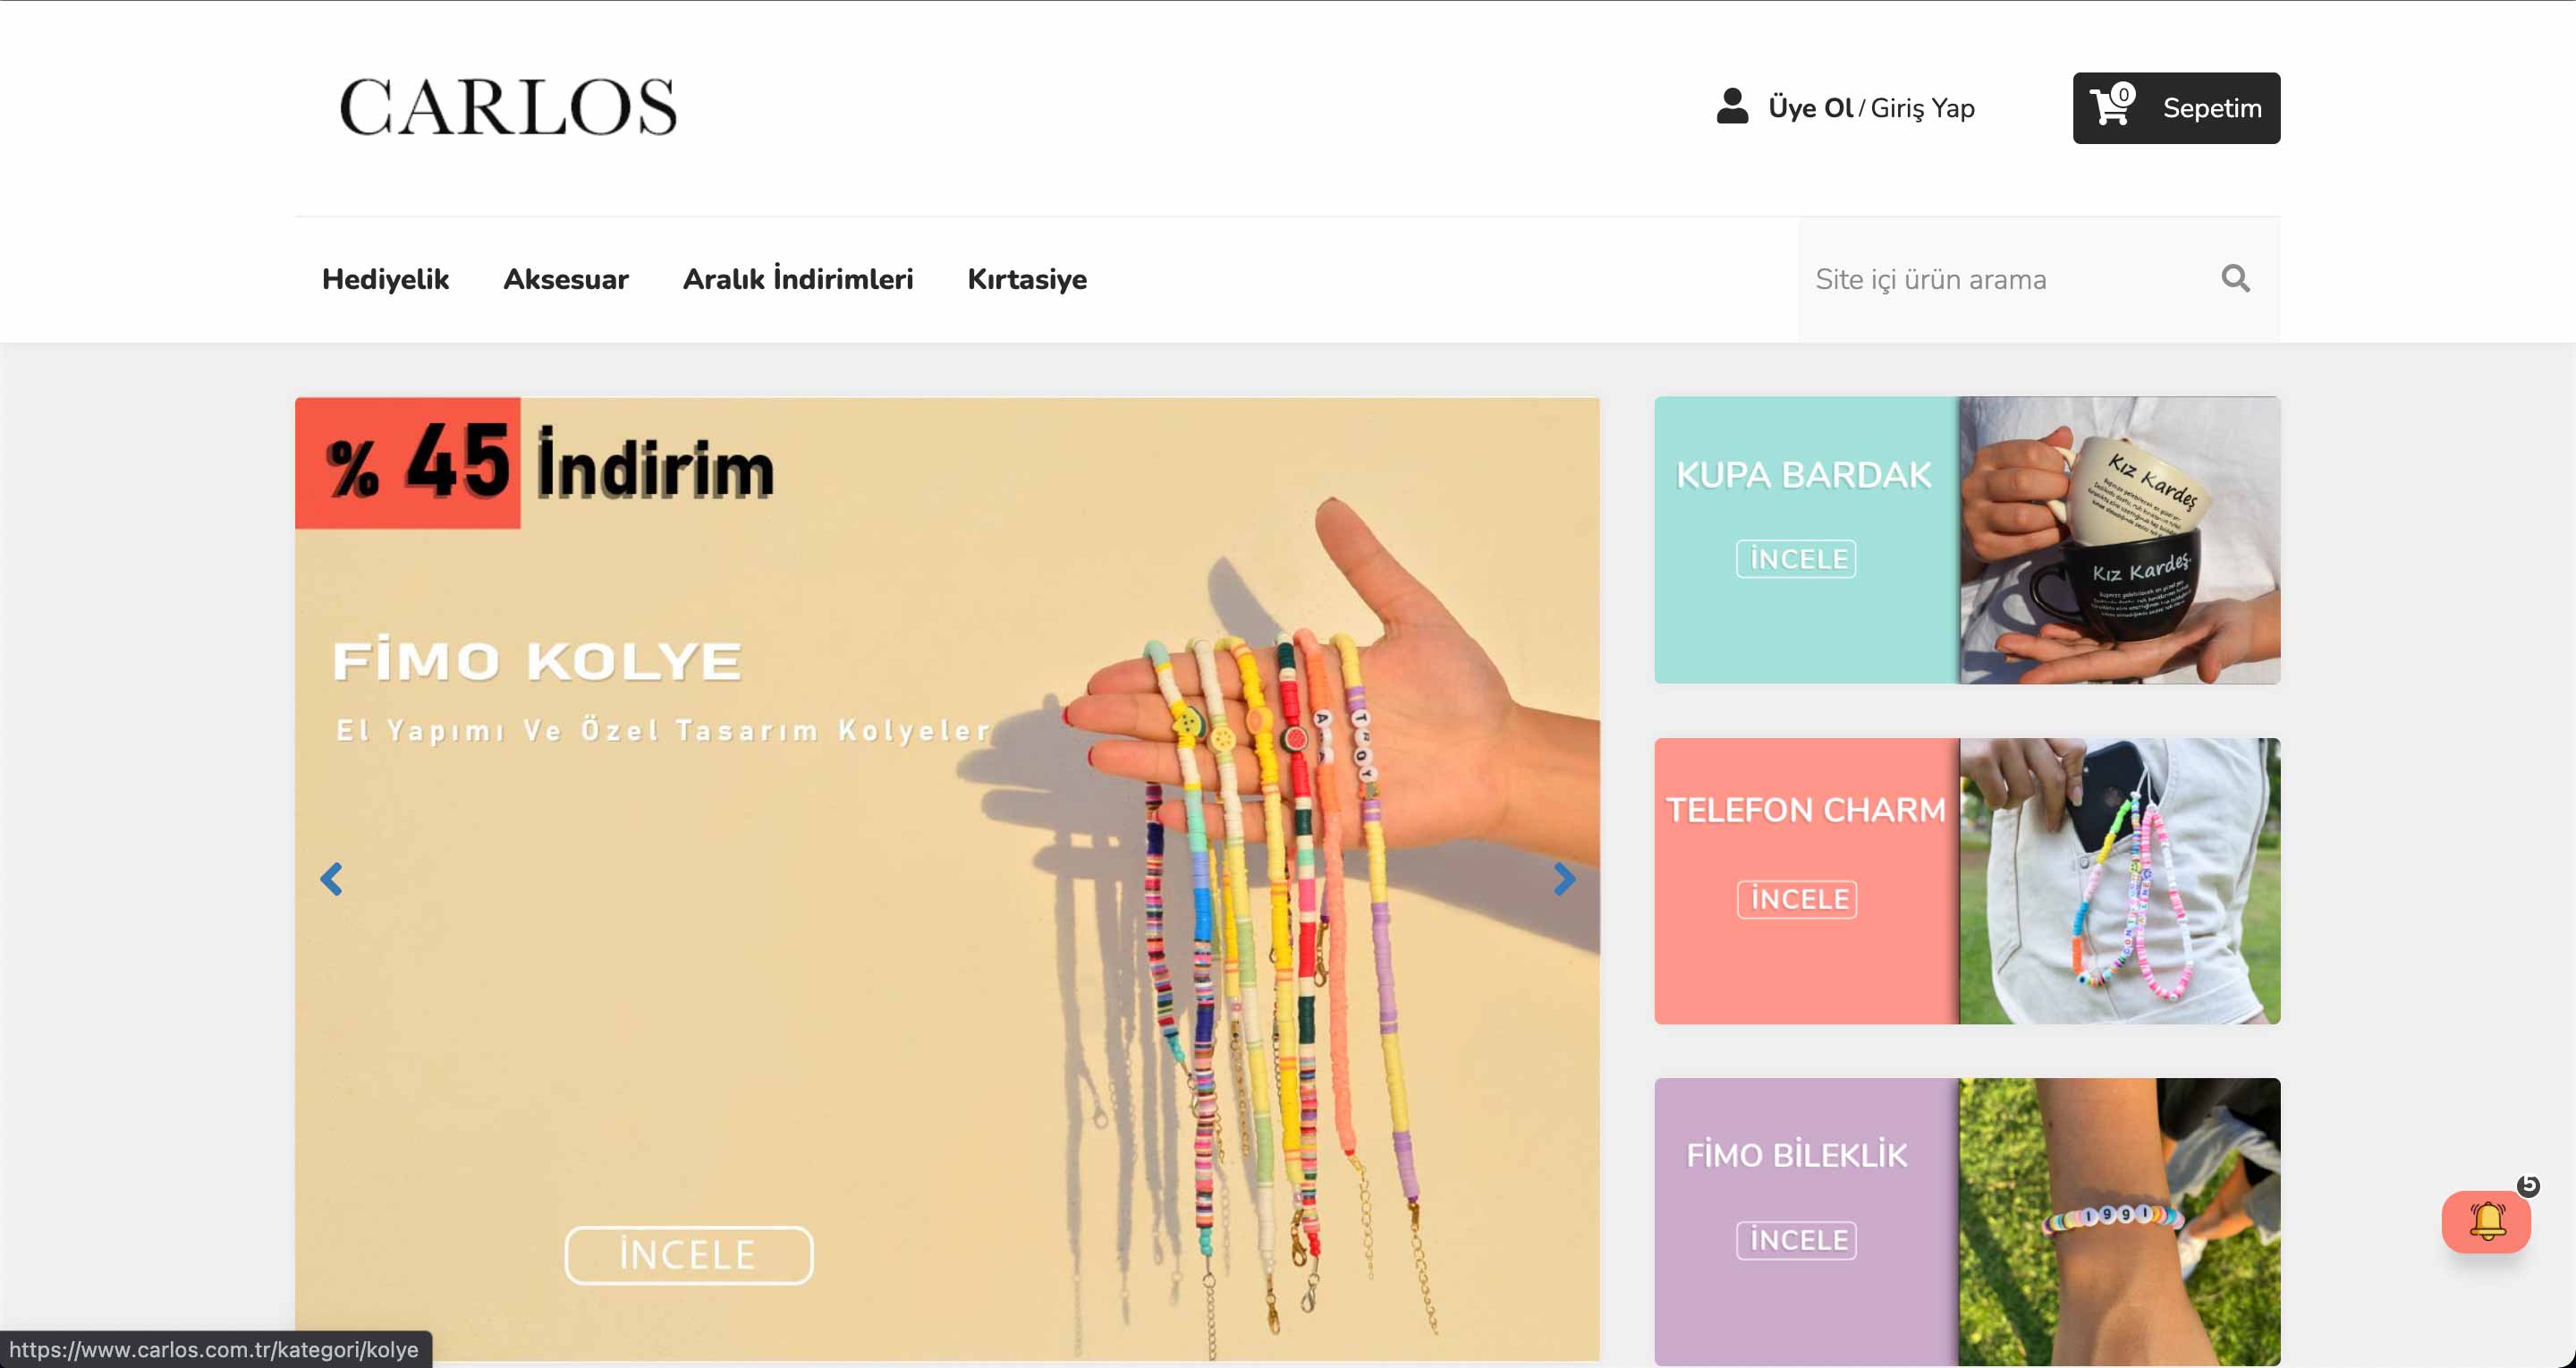 CARLOS
Üye Ol / Giriş Yap
0
Sepetim
Hediyelik
Aksesuar
Aralık İndirimleri
Kırtasiye
Site içi ürün arama
% 45 İndirim
FİMO KOLYE
El Yapımı Ve Özel Tasarım Kolyeler
İNCELE
TROY
KUPA BARDAK
İNCELE
Kız Kardeş
Kız Kardeş
TELEFON CHARM
İNCELE
FİMO BİLEKLİK
İNCELE
1991
5
https://www.carlos.com.tr/kategori/kolye